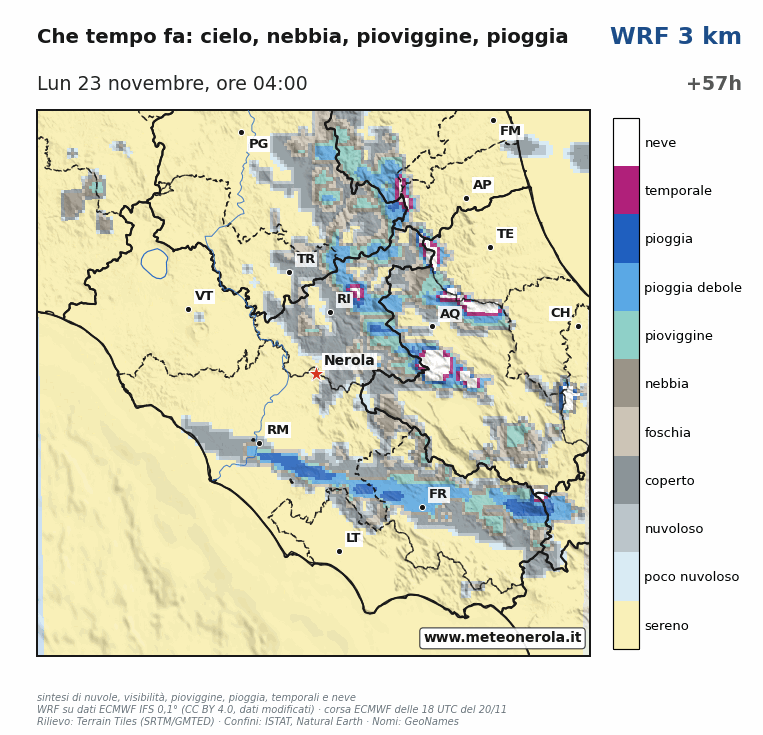 Che tempo fa: cielo, nebbia, pioviggine, pioggia
WRF 3 km
Lun 23 novembre, ore 04:00
+57h
FM
PG
AP
TE
TR
VT
RI
AQ
CH
Nerola
RM
FR
LT
www.meteonerola.it
neve
temporale
pioggia
pioggia debole
pioviggine
nebbia
foschia
coperto
nuvoloso
poco nuvoloso
sereno
sintesi di nuvole, visibilità, pioviggine, pioggia, temporali e neve
WRF su dati ECMWF IFS 0,1° (CC BY 4.0, dati modificati) · corsa ECMWF delle 18 UTC del 20/11
Rilievo: Terrain Tiles (SRTM/GMTED) · Confini: ISTAT, Natural Earth · Nomi: GeoNames